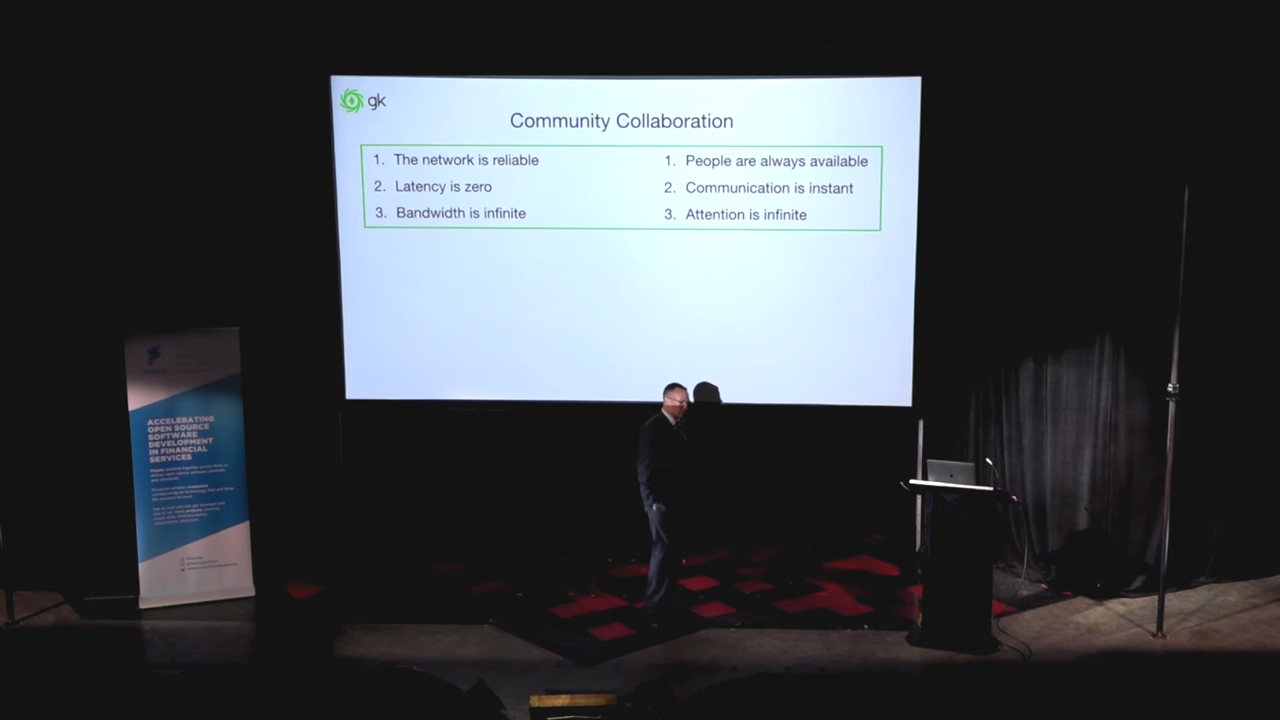 gk
Community Collaboration
1. The network is reliable
2. Latency is zero
3. Bandwidth is infinite
1. People are always available
2. Communication is instant
3. Attention is infinite
ACCELERATING
OPEN SOURCE
SOFTWARE
DEVELOPMENT
IN FINANCIAL
SERVICES